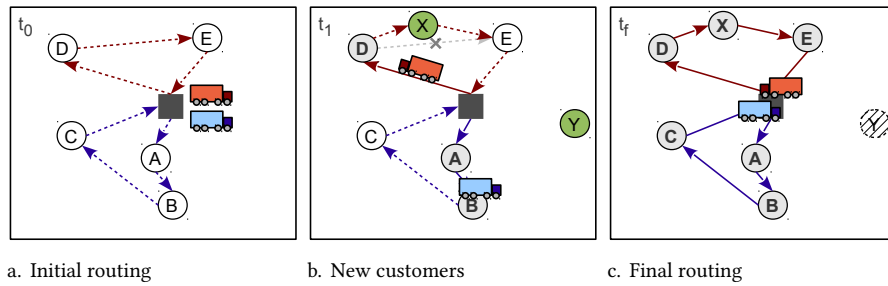 t0
D
E
C
A
B
t1
D
X
E
Y
C
A
B
tf
D
X
E
Y
C
A
B
a. Initial routing
b. New customers
c. Final routing